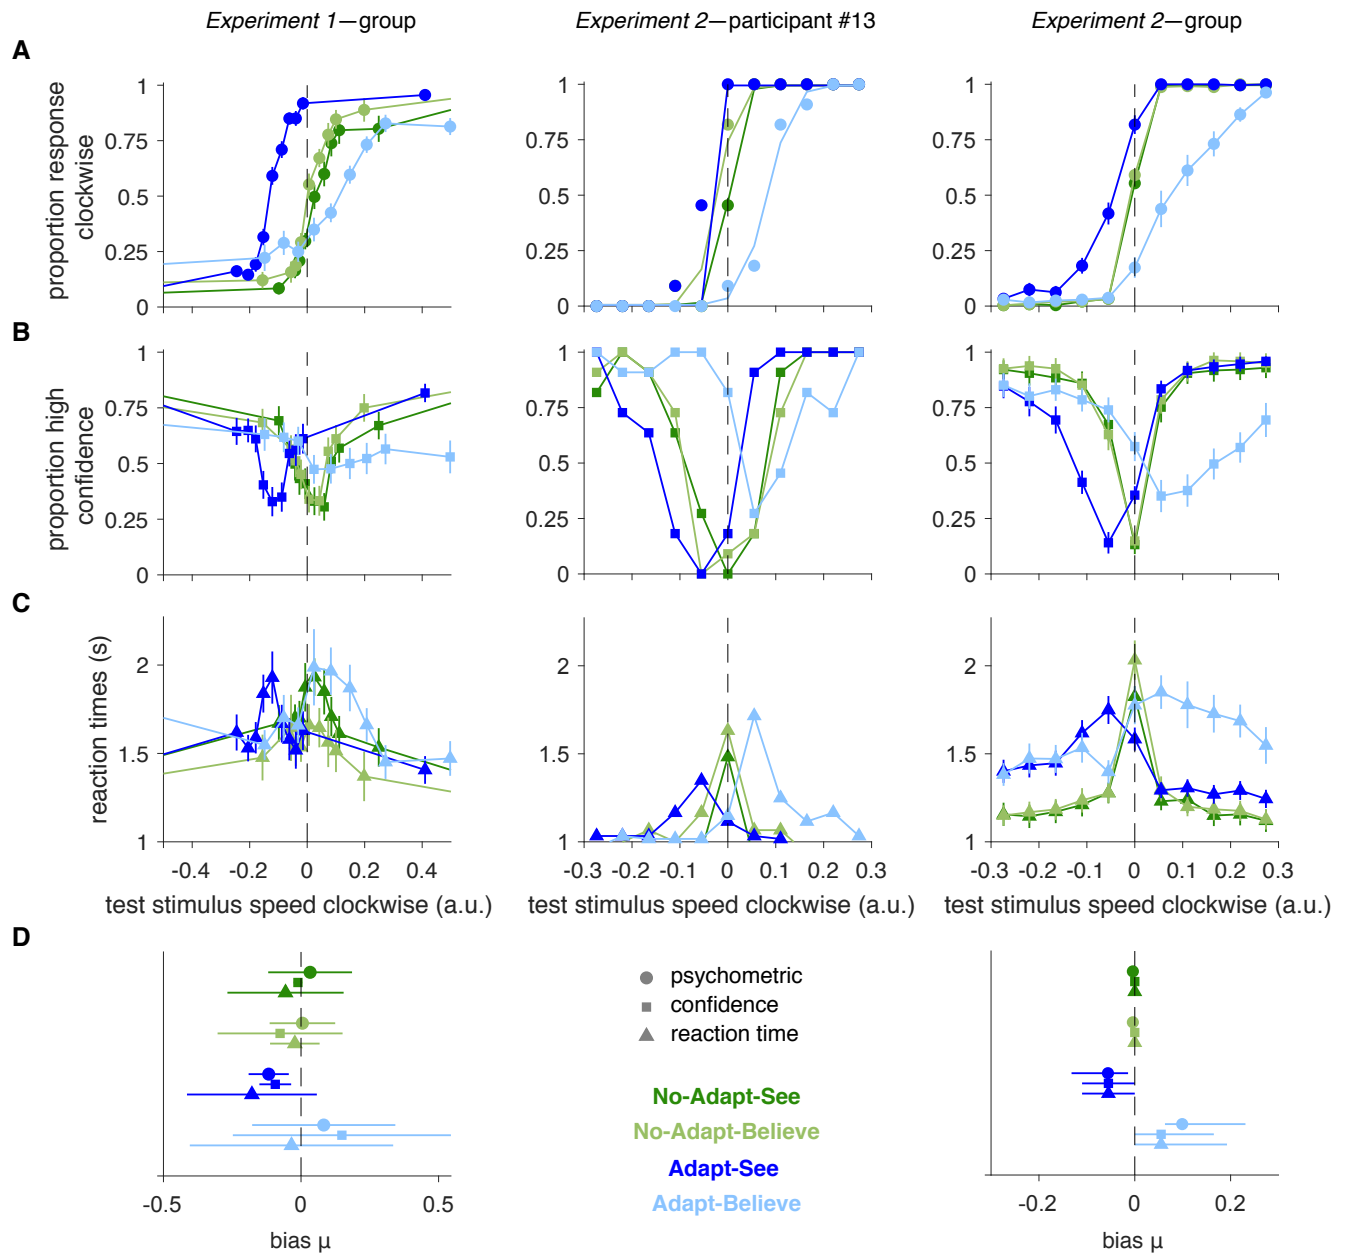 Experiment 1—group
Experiment 2—participant #13
Experiment 2—group
A
proportion response
clockwise
1
0.75
0.5
0.25
0
1
0.75
0.5
0.25
0
1
0.75
0.5
0.25
0
B
proportion high
confidence
1
0.75
0.5
0.25
0
1
0.75
0.5
0.25
0
1
0.75
0.5
0.25
0
C
reaction times (s)
2
1.5
1
2
1.5
1
2
1.5
1
-0.4 -0.2 0 0.2 0.4
-0.3 -0.2 -0.1 0 0.1 0.2 0.3
-0.3 -0.2 -0.1 0 0.1 0.2 0.3
test stimulus speed clockwise (a.u.)
test stimulus speed clockwise (a.u.)
test stimulus speed clockwise (a.u.)
D
psychometric
confidence
reaction time
No-Adapt-See
No-Adapt-Believe
Adapt-See
Adapt-Believe
-0.5 0 0.5
bias μ
-0.2 0 0.2
bias μ